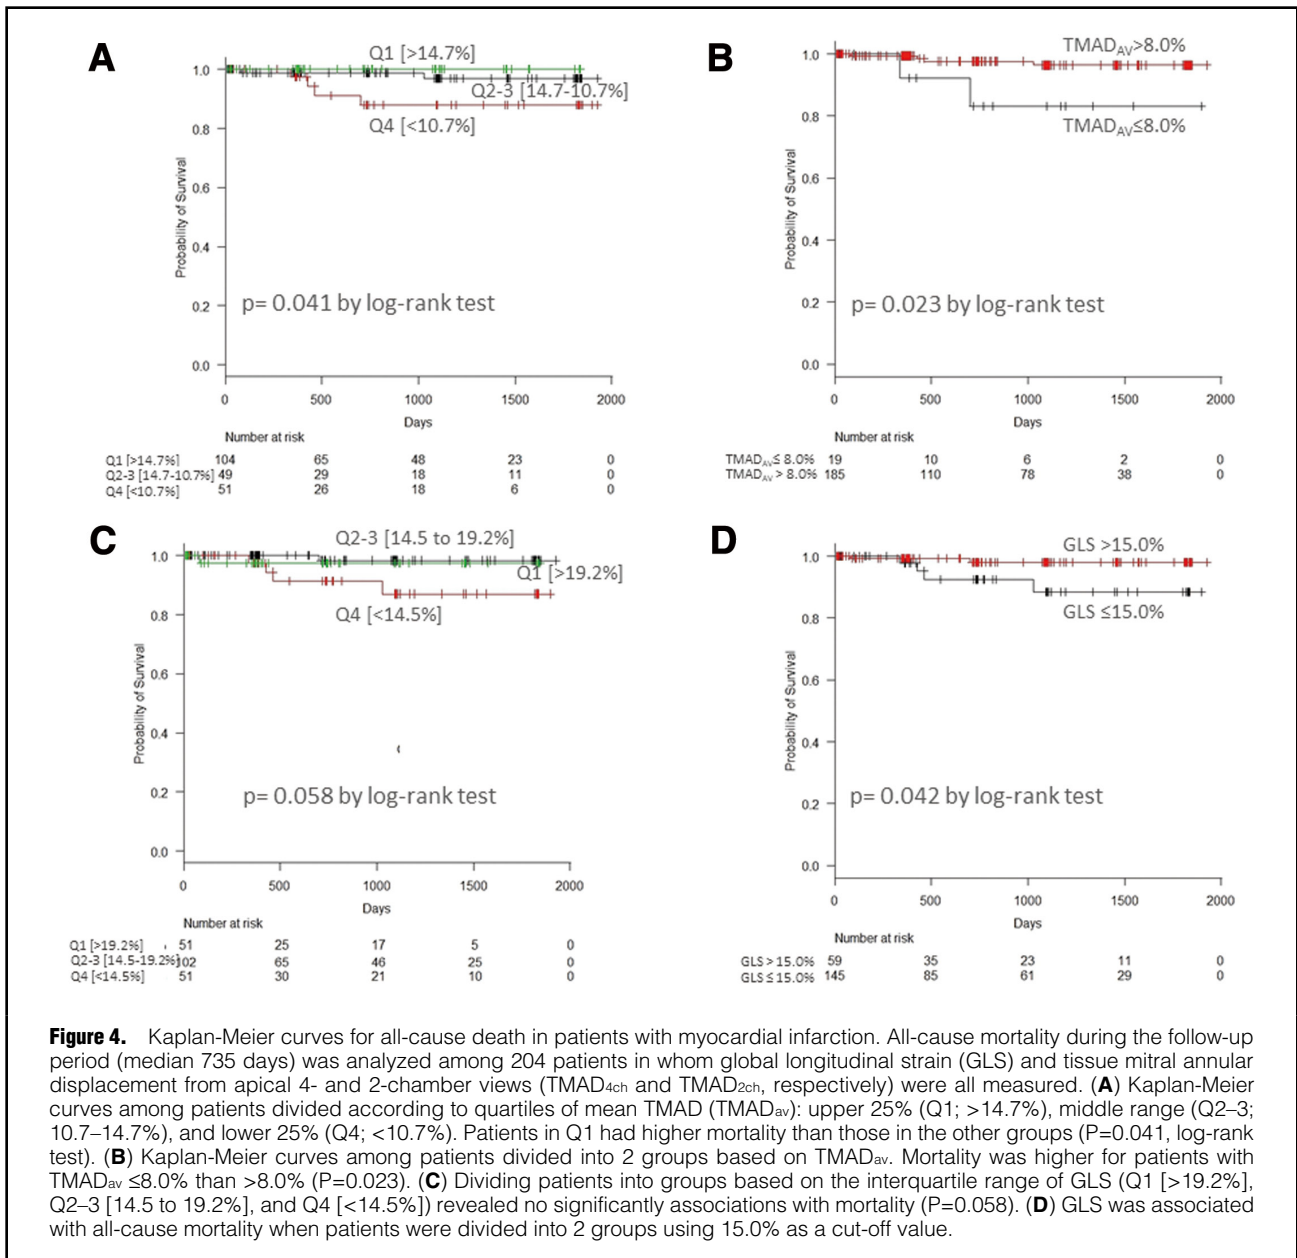 A
Q1 [>14.7%]
Q2-3 [14.7-10.7%]
Q4 [<10.7%]
1.0
0.8
0.6
0.4
0.2
0.0
Probability of Survival
p= 0.041 by log-rank test
0 500 1000 1500 2000
Days
Number at risk
Q1 [>14.7%] 104 65 48 23 0
Q2-3 [14.7-10.7%] 49 29 18 11 0
Q4 [<10.7%] 51 26 18 6 0
B
TMADAV>8.0%
TMADAV≤8.0%
1.0
0.8
0.6
0.4
0.2
0.0
Probability of Survival
p= 0.023 by log-rank test
0 500 1000 1500 2000
Days
Number at risk
TMADAV≤ 8.0% 19 10 6 2 0
TMADAV > 8.0% 185 110 78 38 0
C
Q2-3 [14.5 to 19.2%]
Q1 [>19.2%]
Q4 [<14.5%]
1.0
0.8
0.6
0.4
0.2
0.0
Probability of Survival
p= 0.058 by log-rank test
0 500 1000 1500 2000
Days
Number at risk
Q1 [>19.2%] 51 25 17 5 0
Q2-3 [14.5-19.2%] 102 65 46 25 0
Q4 [<14.5%] 51 30 21 10 0
D
GLS >15.0%
GLS ≤15.0%
1.0
0.8
0.6
0.4
0.2
0.0
Probability of Survival
p= 0.042 by log-rank test
0 500 1000 1500 2000
Days
Number at risk
GLS > 15.0% 59 35 23 11 0
GLS ≤ 15.0% 145 85 61 29 0
Figure 4. Kaplan-Meier curves for all-cause death in patients with myocardial infarction. All-cause mortality during the follow-up
period (median 735 days) was analyzed among 204 patients in whom global longitudinal strain (GLS) and tissue mitral annular
displacement from apical 4- and 2-chamber views (TMAD4ch and TMAD2ch, respectively) were all measured. (A) Kaplan-Meier
curves among patients divided according to quartiles of mean TMAD (TMADav): upper 25% (Q1; >14.7%), middle range (Q2–3;
10.7–14.7%), and lower 25% (Q4; <10.7%). Patients in Q1 had higher mortality than those in the other groups (P=0.041, log-rank
test). (B) Kaplan-Meier curves among patients divided into 2 groups based on TMADav. Mortality was higher for patients with
TMADav ≤8.0% than >8.0% (P=0.023). (C) Dividing patients into groups based on the interquartile range of GLS (Q1 [>19.2%],
Q2–3 [14.5 to 19.2%], and Q4 [<14.5%]) revealed no significantly associations with mortality (P=0.058). (D) GLS was associated
with all-cause mortality when patients were divided into 2 groups using 15.0% as a cut-off value.